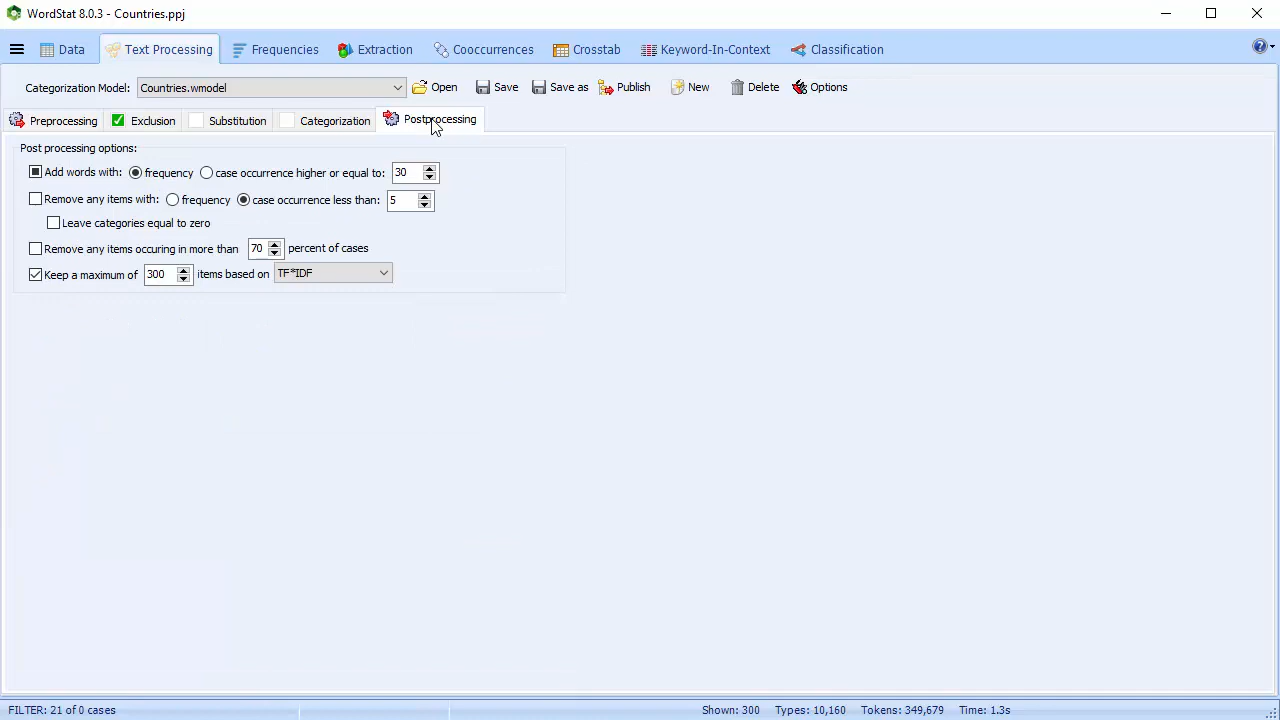 WordStat 8.0.3 - Countries.ppj
Data Text Processing Frequencies Extraction Cooccurrences Crosstab Keyword-In-Context Classification
Categorization Model: Countries.wmodel Open Save Save as Publish New Delete Options
Preprocessing Exclusion Substitution Categorization Postprocessing
Post processing options:
Add words with: frequency case occurrence higher or equal to: 30
Remove any items with: frequency case occurrence less than: 5
Leave categories equal to zero
Remove any items occuring in more than 70 percent of cases
Keep a maximum of 300 items based on TF*IDF
FILTER: 21 of 0 cases Shown: 300 Types: 10,160 Tokens: 349,679 Time: 1.3s